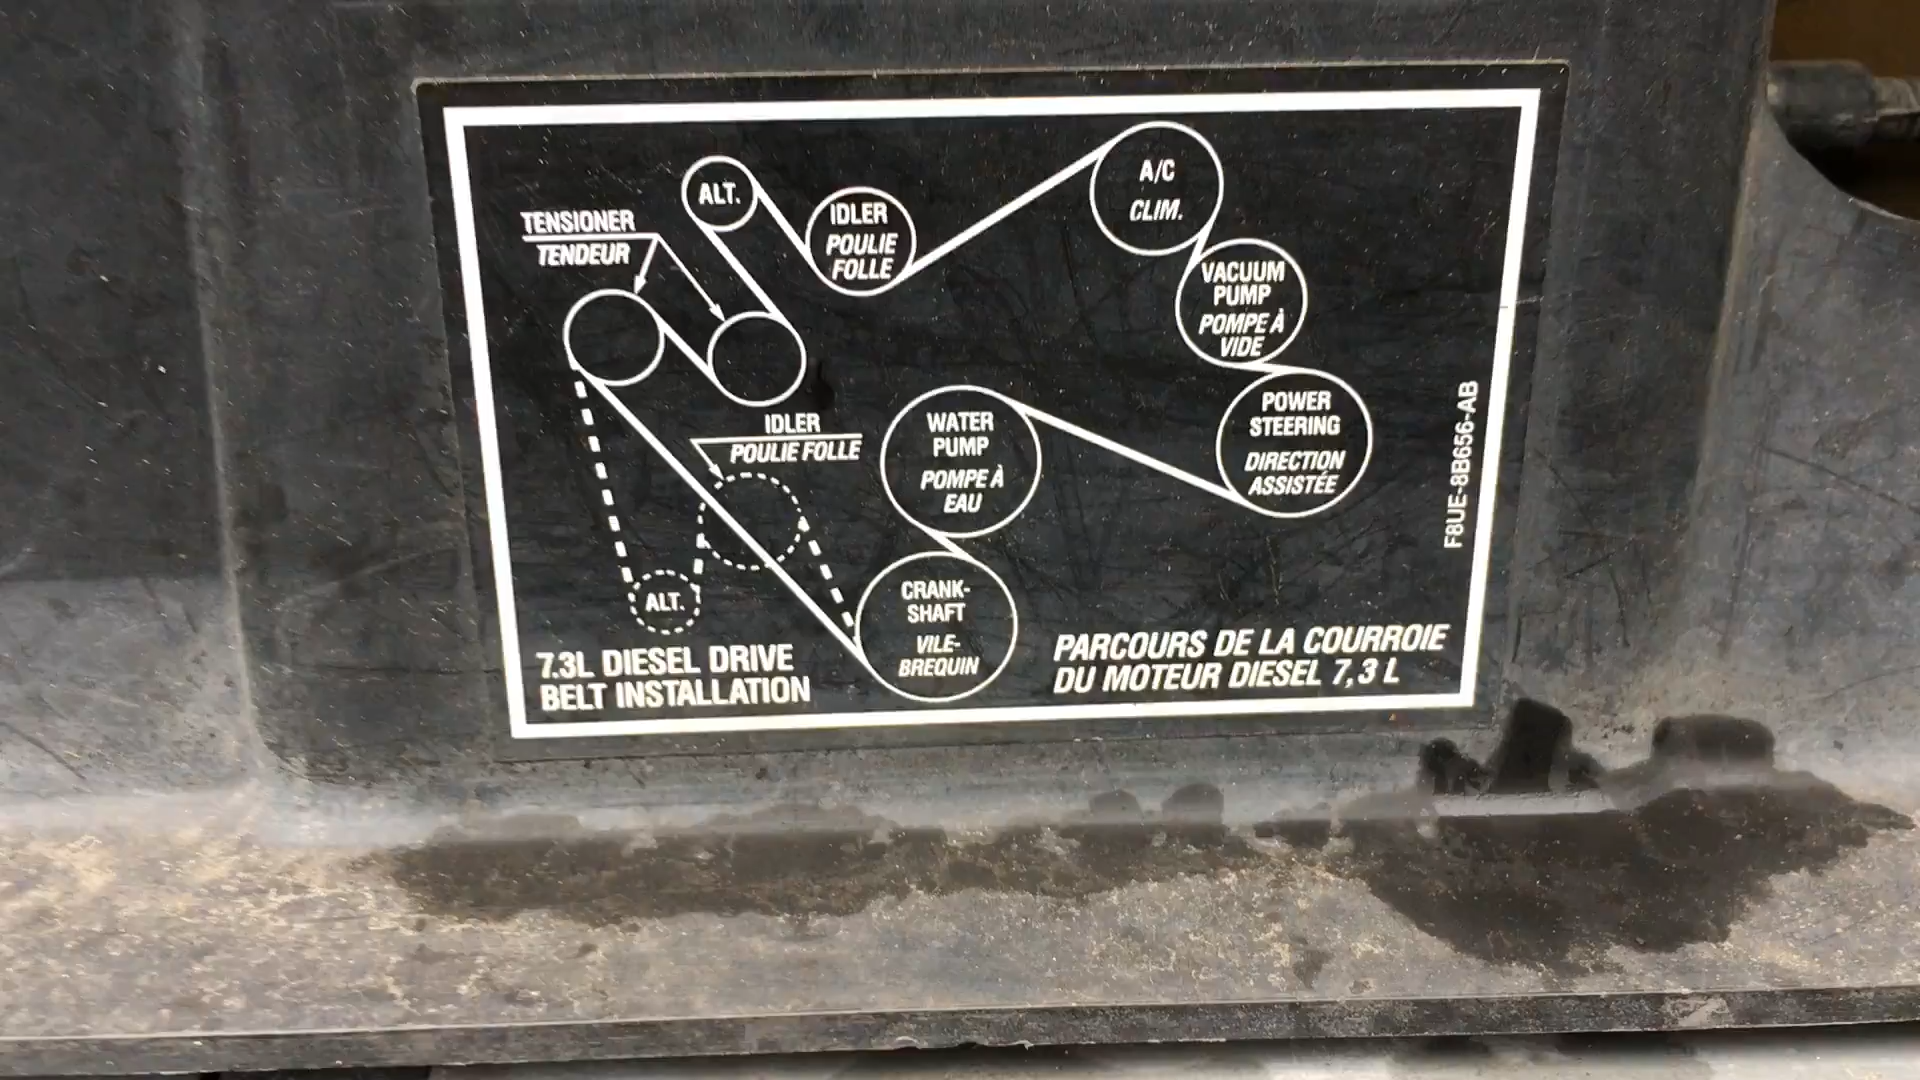 ALT.
IDLER
POULIE
FOLLE
A/C
CLIM.
TENSIONER
TENDEUR
VACUUM
PUMP
POMPE À
VIDE
IDLER
POULIE FOLLE
WATER
PUMP
POMPE À
EAU
POWER
STEERING
DIRECTION
ASSISTÉE
F8UE-8B656-AB
ALT.
CRANK-
SHAFT
VILE-
BREQUIN
7.3L DIESEL DRIVE
BELT INSTALLATION
PARCOURS DE LA COURROIE
DU MOTEUR DIESEL 7,3 L